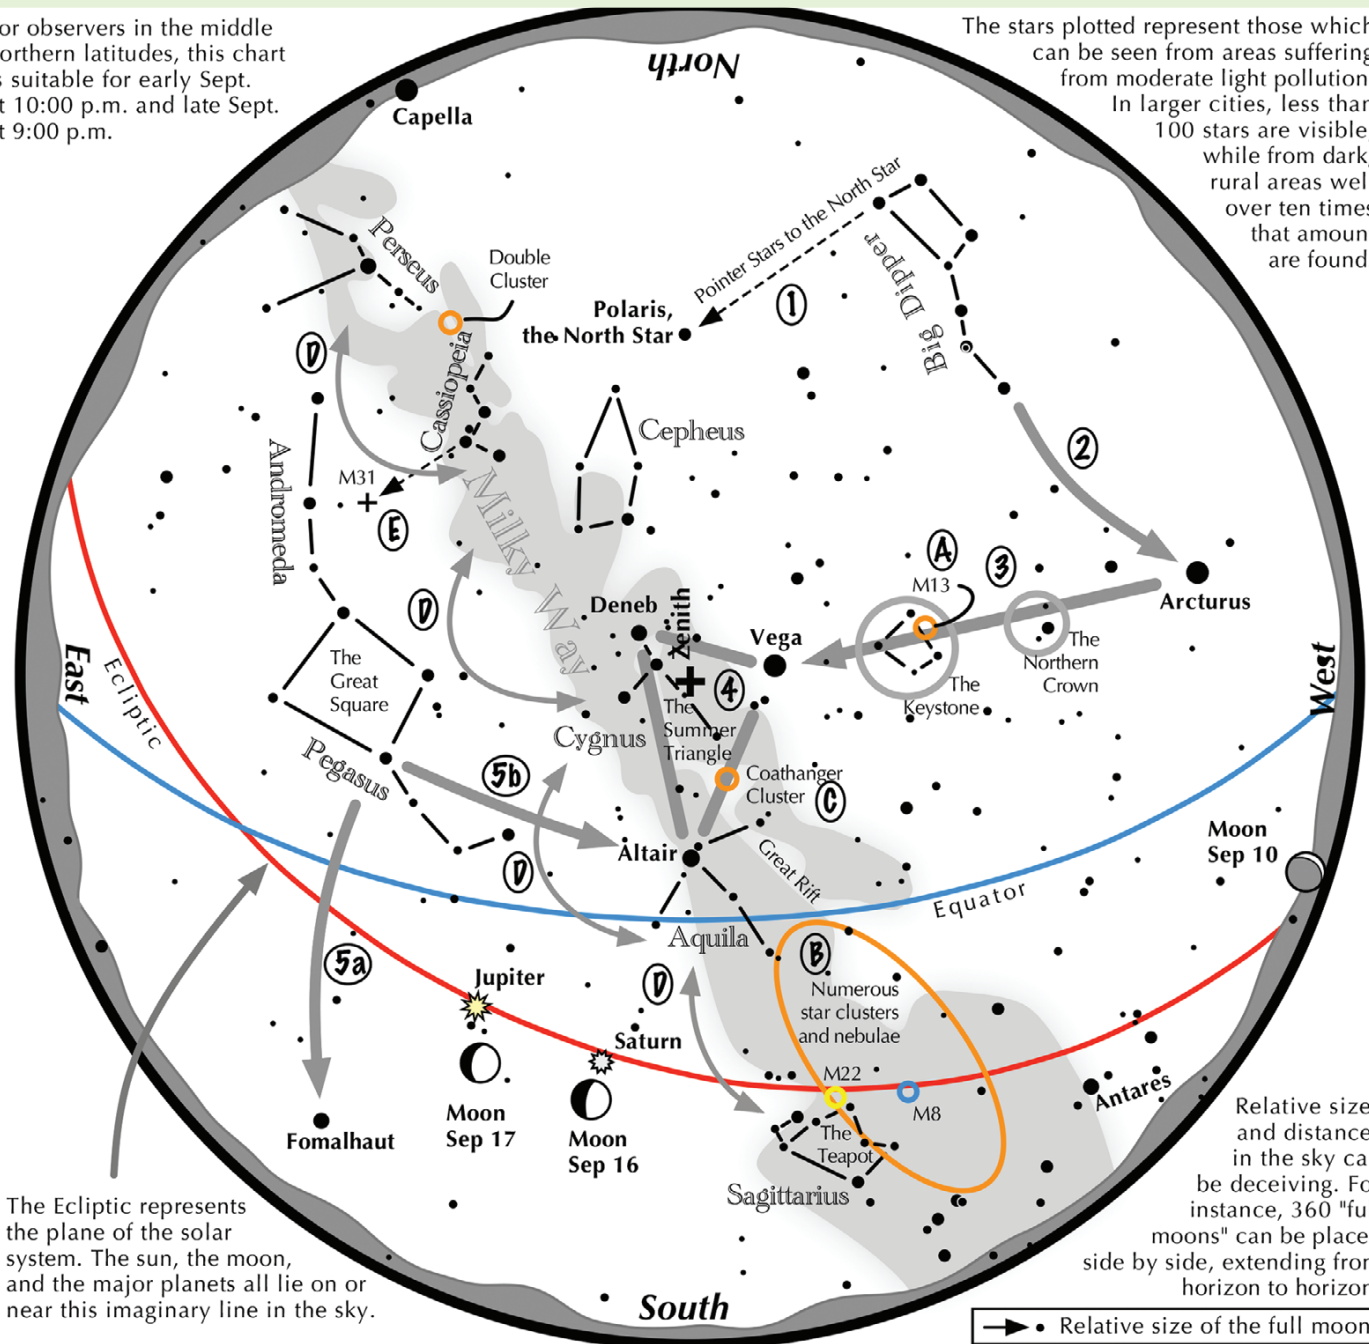 or observers in the middle
orthern latitudes, this chart
s suitable for early Sept.
t 10:00 p.m. and late Sept.
t 9:00 p.m.
The stars plotted represent those which
can be seen from areas suffering
from moderate light pollution
In larger cities, less than
100 stars are visible,
while from dark,
rural areas wel
over ten times
that amoun
are found
North
Capella
Perseus
Double
Cluster
Pointer Stars to the North Star
1
Polaris,
the North Star
Big Dipper
D
Cassiopeia
Cepheus
2
Andromeda
M31
E
Milky Way
A
M13
3
Arcturus
D
Deneb
Zenith
Vega
The
Northern
Crown
The
Keystone
East
Ecliptic
The
Great
Square
4
The
Summer
Triangle
Cygnus
West
Pegasus
5b
Coathanger
Cluster
C
Moon
Sep 10
D
Altair
Great Rift
Equator
Aquila
5a
Jupiter
D
B
Numerous
star clusters
and nebulae
Saturn
M22
M8
Antares
Fomalhaut
Moon
Sep 17
Moon
Sep 16
The
Teapot
Sagittarius
The Ecliptic represents
the plane of the solar
system. The sun, the moon,
and the major planets all lie on or
near this imaginary line in the sky.
Relative size
and distance
in the sky ca
be deceiving. Fo
instance, 360 "fu
moons" can be place
side by side, extending fro
horizon to horizon
South
Relative size of the full moon